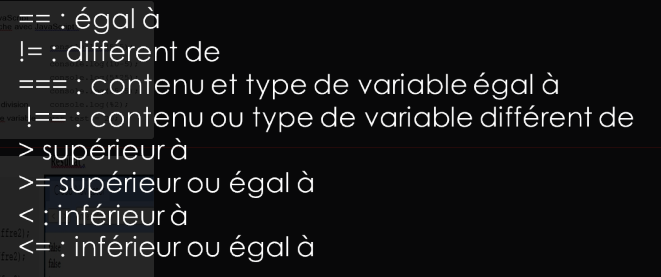 == : égal à
!= : différent de
=== : contenu et type de variable égal à
!== : contenu ou type de variable différent de
> supérieur à
>= supérieur ou égal à
< : inférieur à
<= : inférieur ou égal à